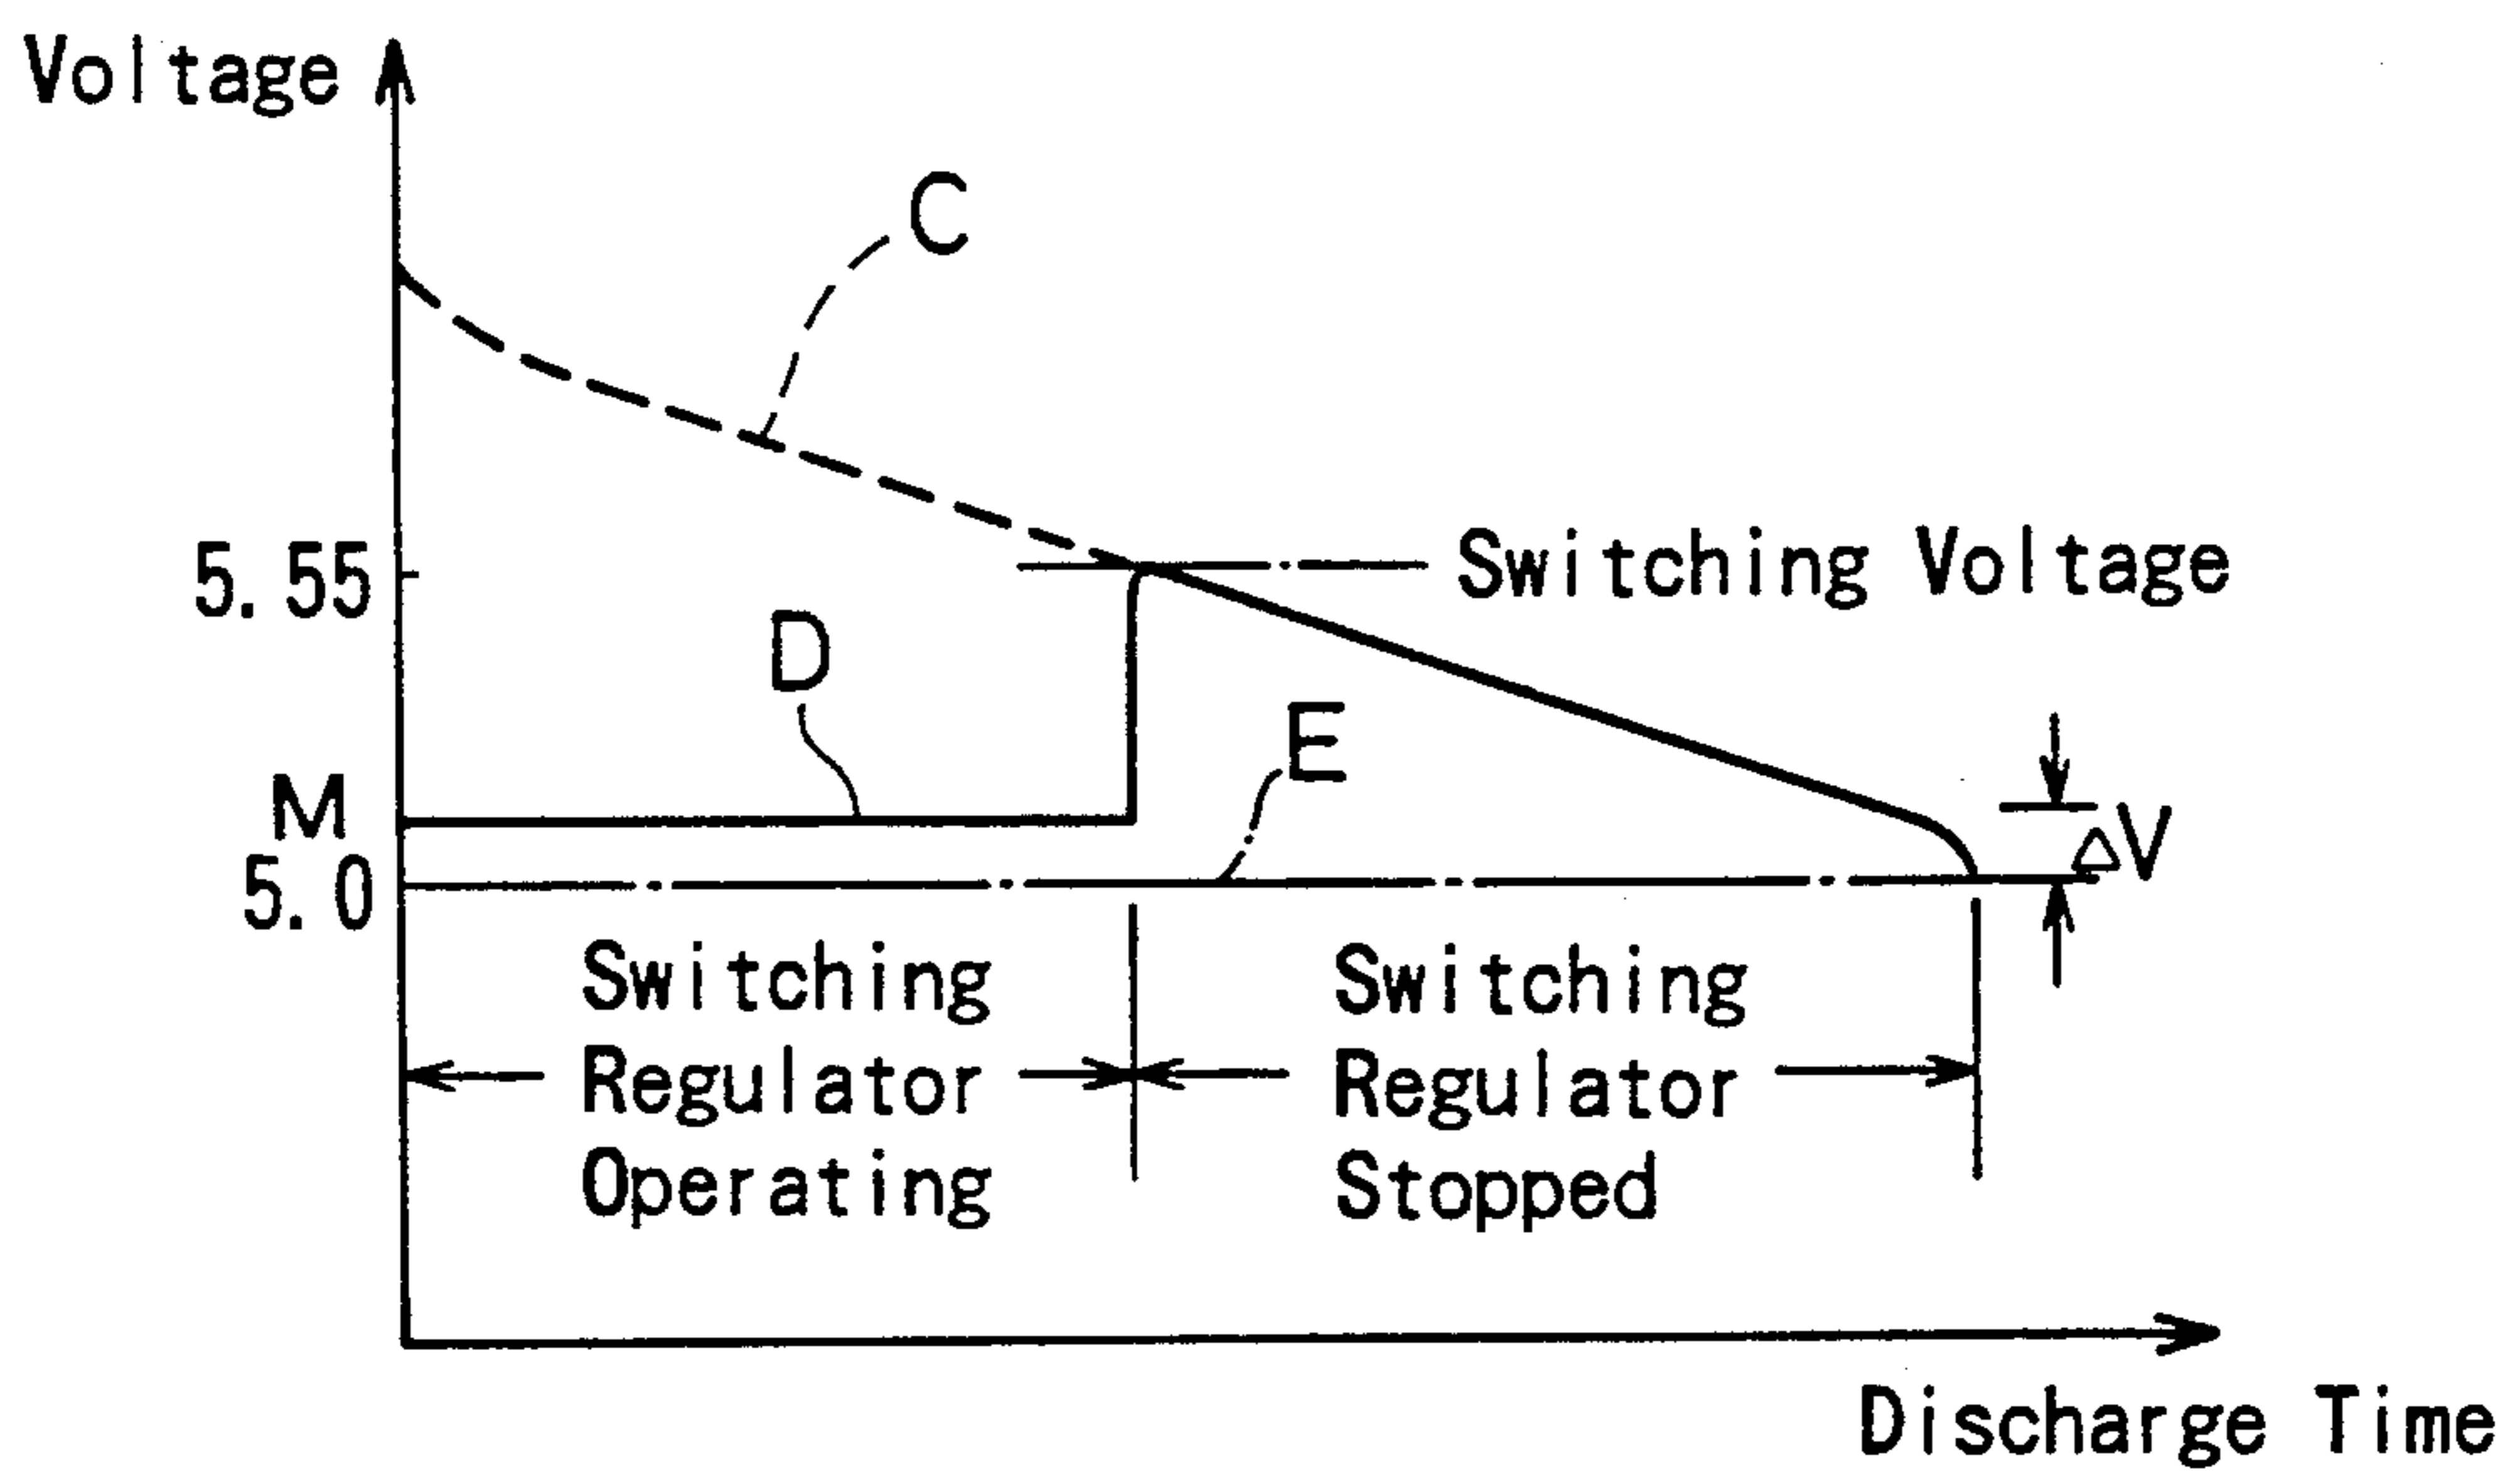 Voltage
C
5.55
Switching Voltage
D
E
M
ΔV
5.0
Switching
Regulator
Operating
Switching
Regulator
Stopped
Discharge Time